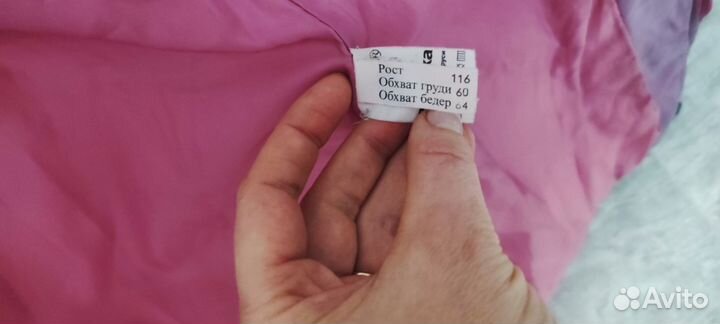 Рост 116
Обхват груди 60
Обхват бедер 64
Avito